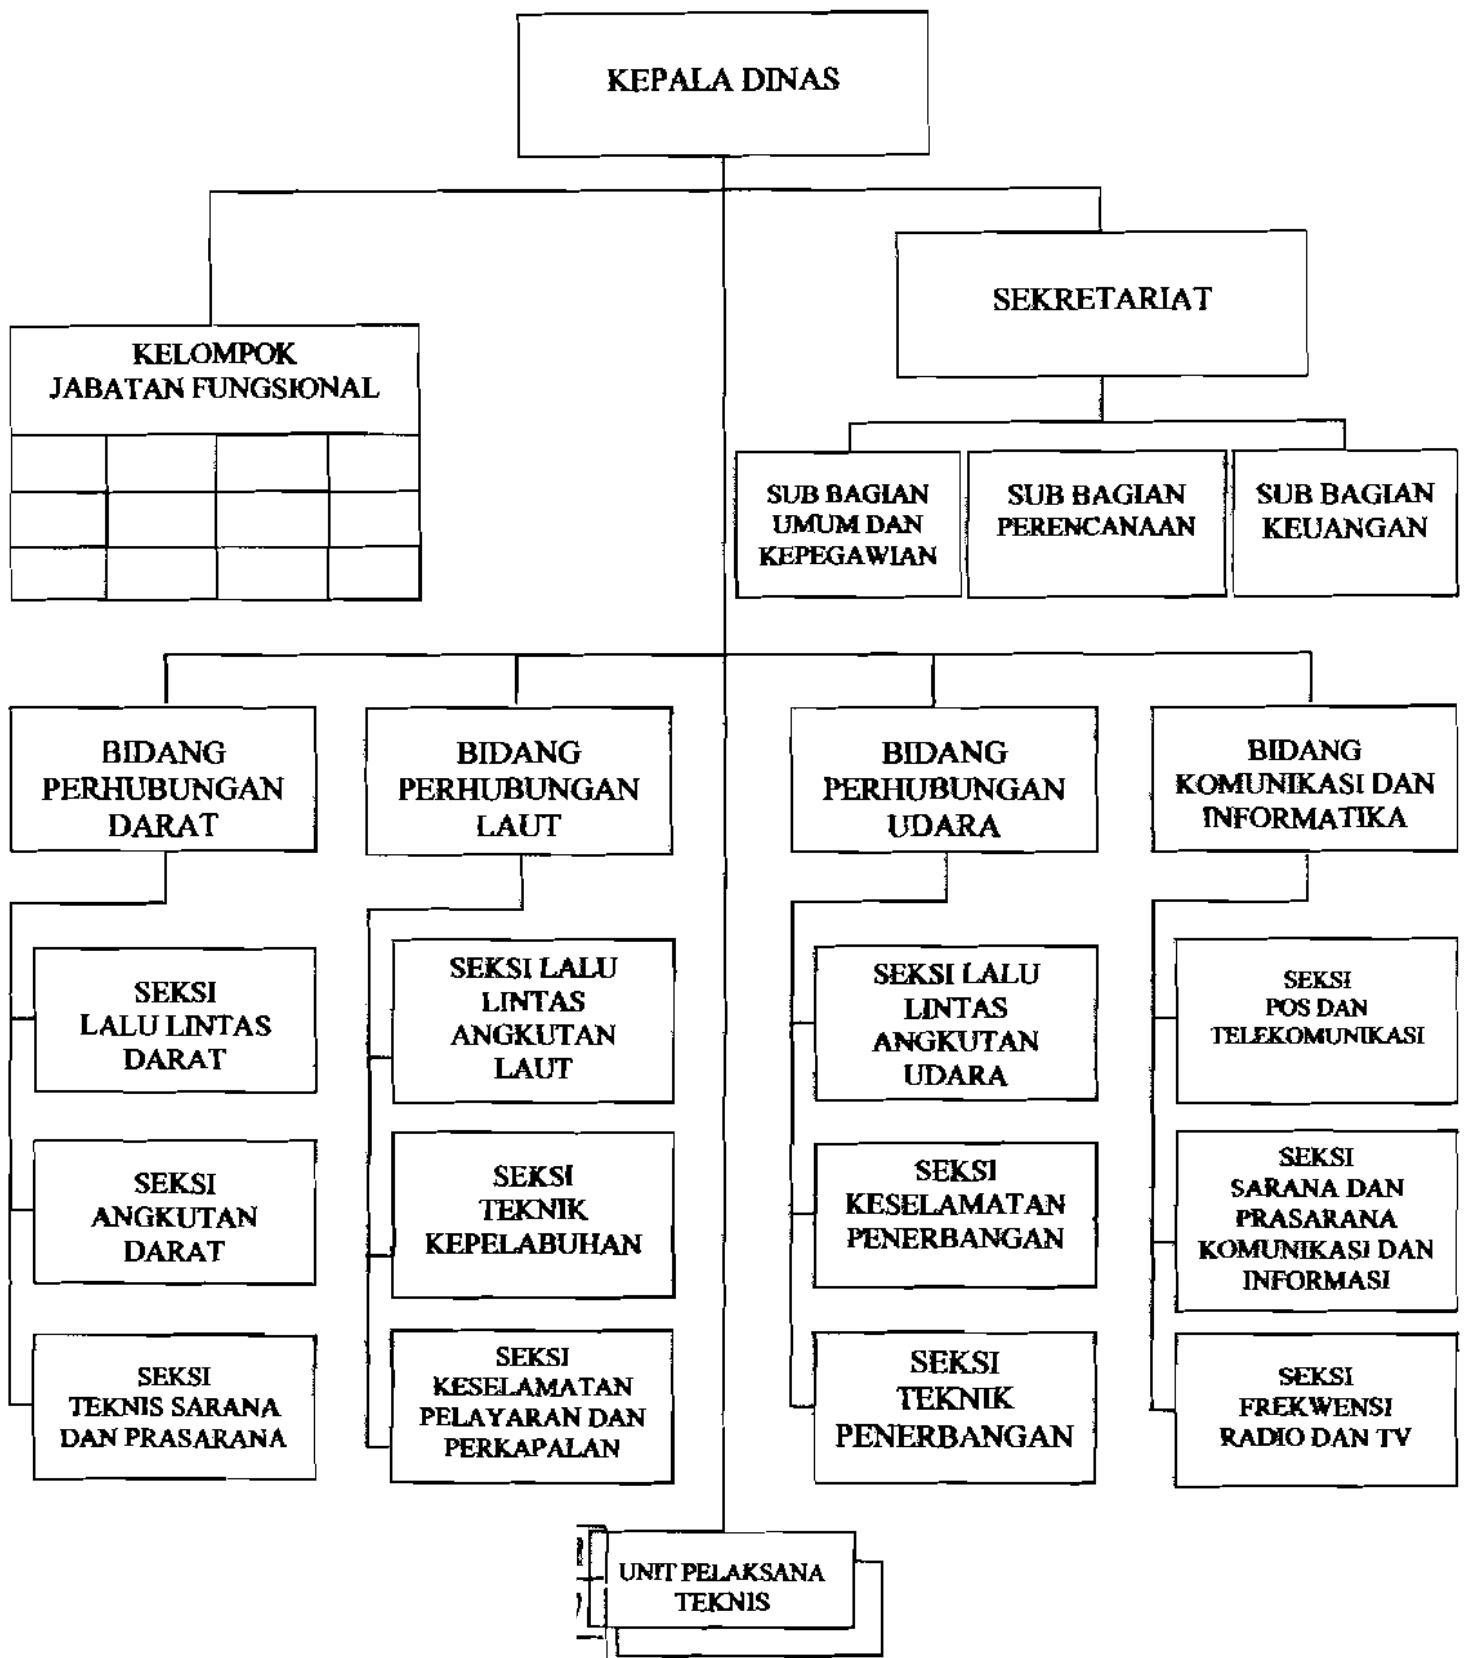 KEPALA DINAS
SEKRETARIAT
KELOMPOK
JABATAN FUNGSIONAL
SUB BAGIAN
UMUM DAN
KEPEGAWIAN
SUB BAGIAN
PERENCANAAN
SUB BAGIAN
KEUANGAN
BIDANG
PERHUBUNGAN
DARAT
BIDANG
PERHUBUNGAN
LAUT
BIDANG
PERHUBUNGAN
UDARA
BIDANG
KOMUNIKASI DAN
INFORMATIKA
SEKSI
LALU LINTAS
DARAT
SEKSI LALU
LINTAS
ANGKUTAN
LAUT
SEKSI LALU
LINTAS
ANGKUTAN
UDARA
SEKSI
POS DAN
TELEKOMUNIKASI
SEKSI
ANGKUTAN
DARAT
SEKSI
TEKNIK
KEPELABUHAN
SEKSI
KESELAMATAN
PENERBANGAN
SEKSI
SARANA DAN
PRASARANA
KOMUNIKASI DAN
INFORMASI
SEKSI
TEKNIS SARANA
DAN PRASARANA
SEKSI
KESELAMATAN
PELAYARAN DAN
PERKAPALAN
SEKSI
TEKNIK
PENERBANGAN
SEKSI
FREKWENSI
RADIO DAN TV
UNIT PELAKSANA
TEKNIS